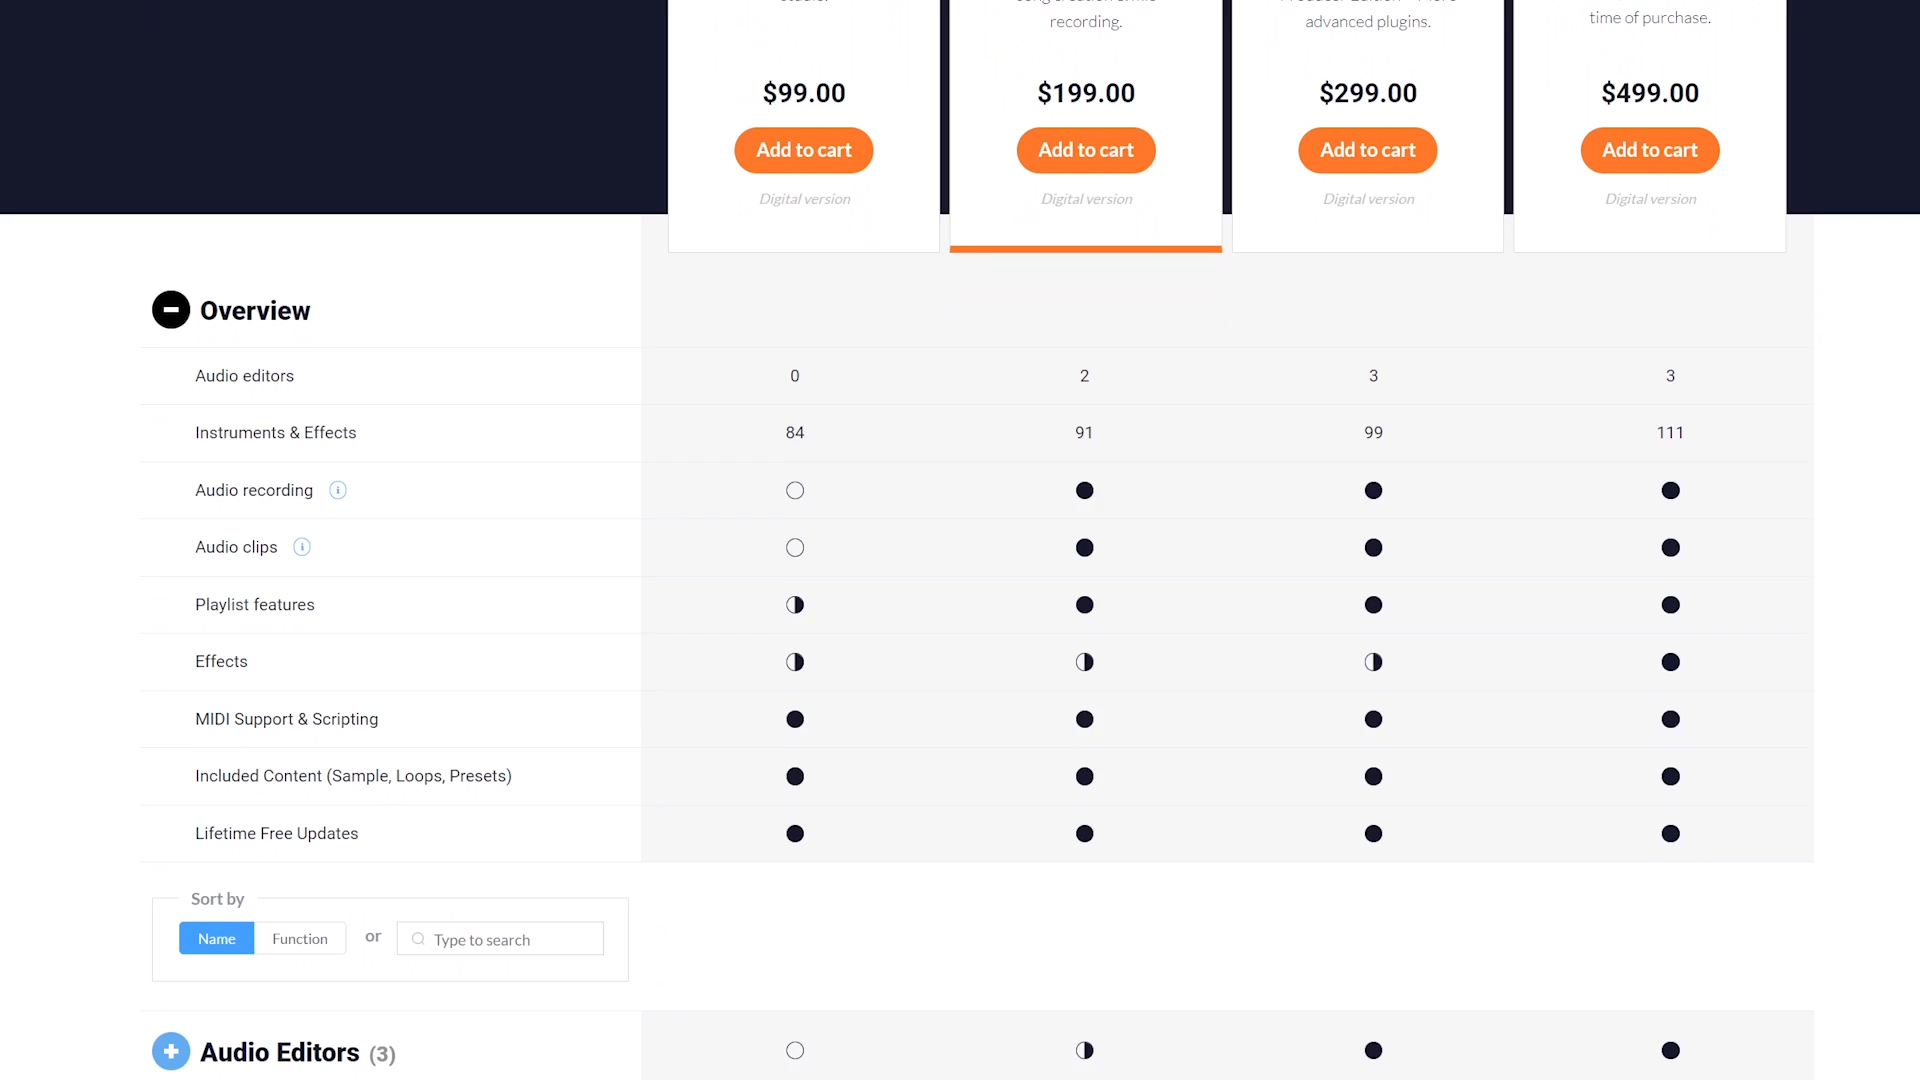 time of purchase.
recording.
advanced plugins.
$99.00
$199.00
$299.00
$499.00
Add to cart
Add to cart
Add to cart
Add to cart
Digital version
Digital version
Digital version
Digital version
Overview
Audio editors 0 2 3 3
Instruments & Effects 84 91 99 111
Audio recording i
Audio clips i
Playlist features
Effects
MIDI Support & Scripting
Included Content (Sample, Loops, Presets)
Lifetime Free Updates
Sort by
Name Function or Type to search
Audio Editors (3)